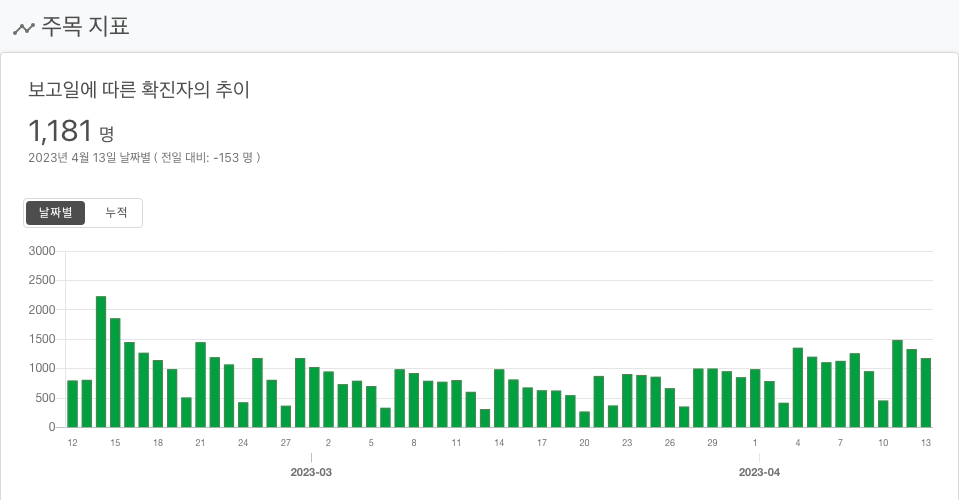 주목 지표
보고일에 따른 확진자의 추이
1,181 명
2023년 4월 13일 날짜별 ( 전일 대비: -153 명 )
날짜별 누적
3000
2500
2000
1500
1000
500
0
12 15 18 21 24 27 2 5 8 11 14 17 20 23 26 29 1 4 7 10 13
2023-03 2023-04